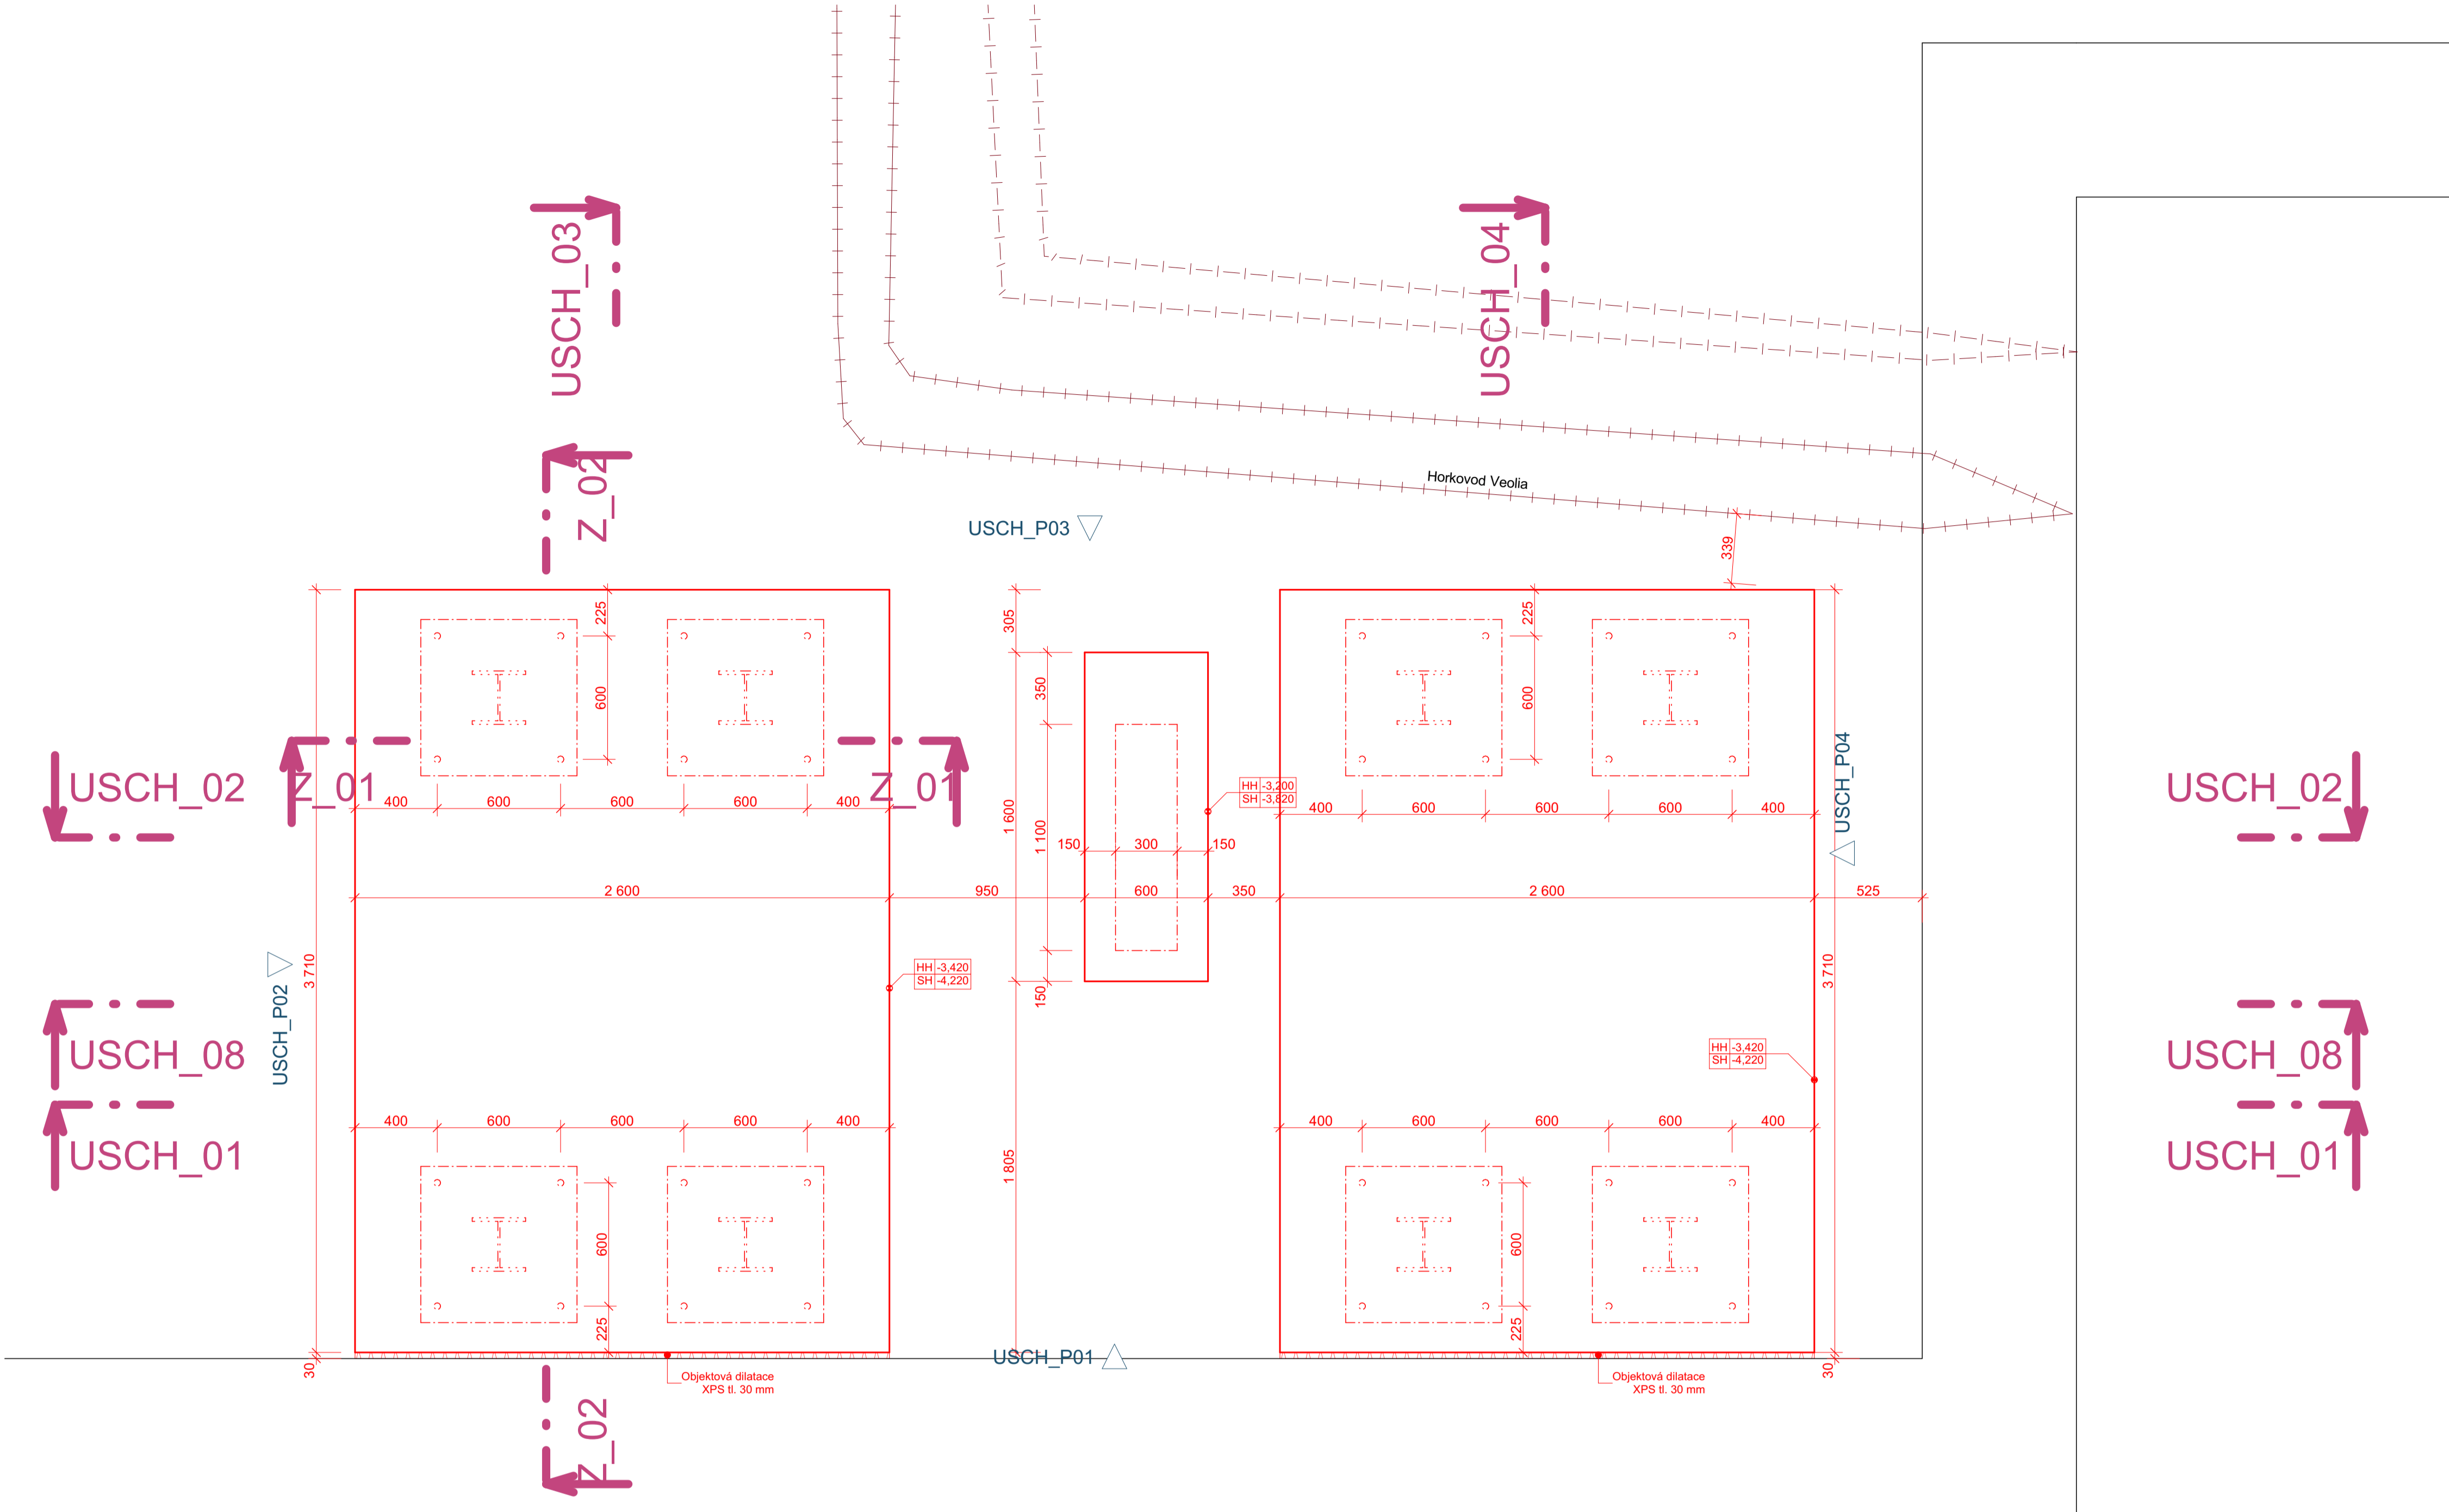 USCH_03
USCH_04
Z_02
Horkovod Veolia
USCH_P03
339
225
305
225
600
350
600
USCH_02
Z_01
Z_01
HH -3,200
SH -3,820
USCH_P04
USCH_02
400 600 600 600 400
1 600
1 100
400 600 600 600 400
150 300 150
2 600 950 600 350 2 600 525
3 710
HH -3,420
SH -4,220
3 710
150
USCH_P02
HH -3,420
SH -4,220
USCH_08
USCH_08
400 600 600 600 400
400 600 600 600 400
USCH_01
1 805
USCH_01
600
600
225
225
30
USCH_P01
30
Objektová dilatace
XPS tl. 30 mm
Objektová dilatace
XPS tl. 30 mm
Z_02